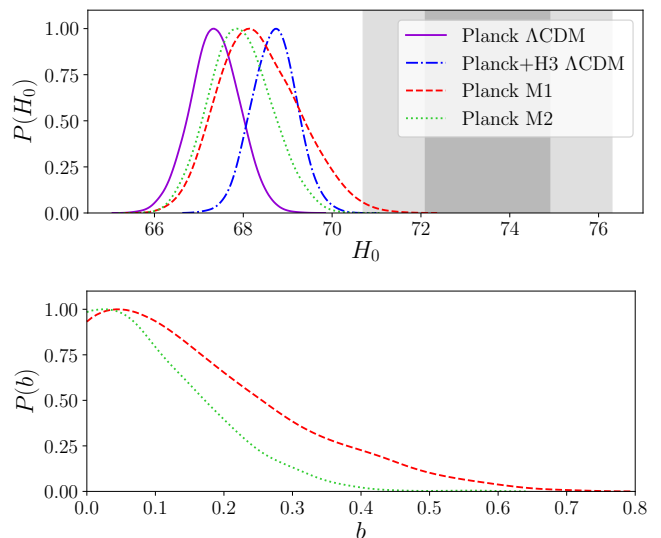 1.00
0.75
0.50
0.25
0.00
P(H₀)
66 68 70 72 74 76
H₀
Planck ΛCDM
Planck+H3 ΛCDM
Planck M1
Planck M2
1.00
0.75
0.50
0.25
0.00
P(b)
0.0 0.1 0.2 0.3 0.4 0.5 0.6 0.7 0.8
b